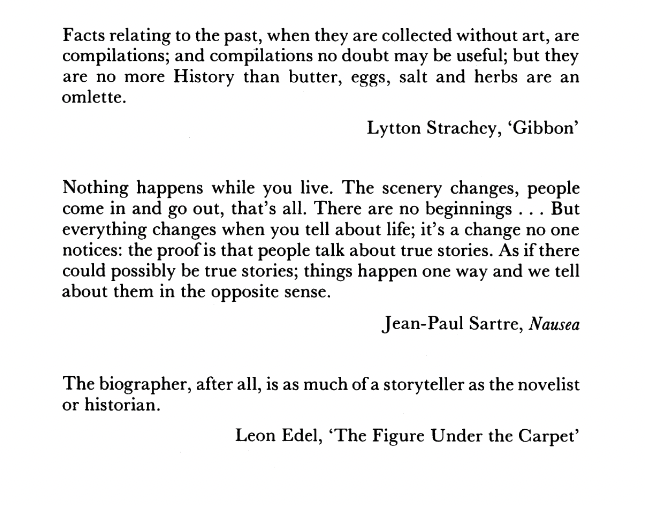 Facts relating to the past, when they are collected without art, are
compilations; and compilations no doubt may be useful; but they
are no more History than butter, eggs, salt and herbs are an
omlette.
Lytton Strachey, ‘Gibbon’
Nothing happens while you live. The scenery changes, people
come in and go out, that’s all. There are no beginnings . . . But
everything changes when you tell about life; it’s a change no one
notices: the proof is that people talk about true stories. As if there
could possibly be true stories; things happen one way and we tell
about them in the opposite sense.
Jean-Paul Sartre, Nausea
The biographer, after all, is as much of a storyteller as the novelist
or historian.
Leon Edel, ‘The Figure Under the Carpet’